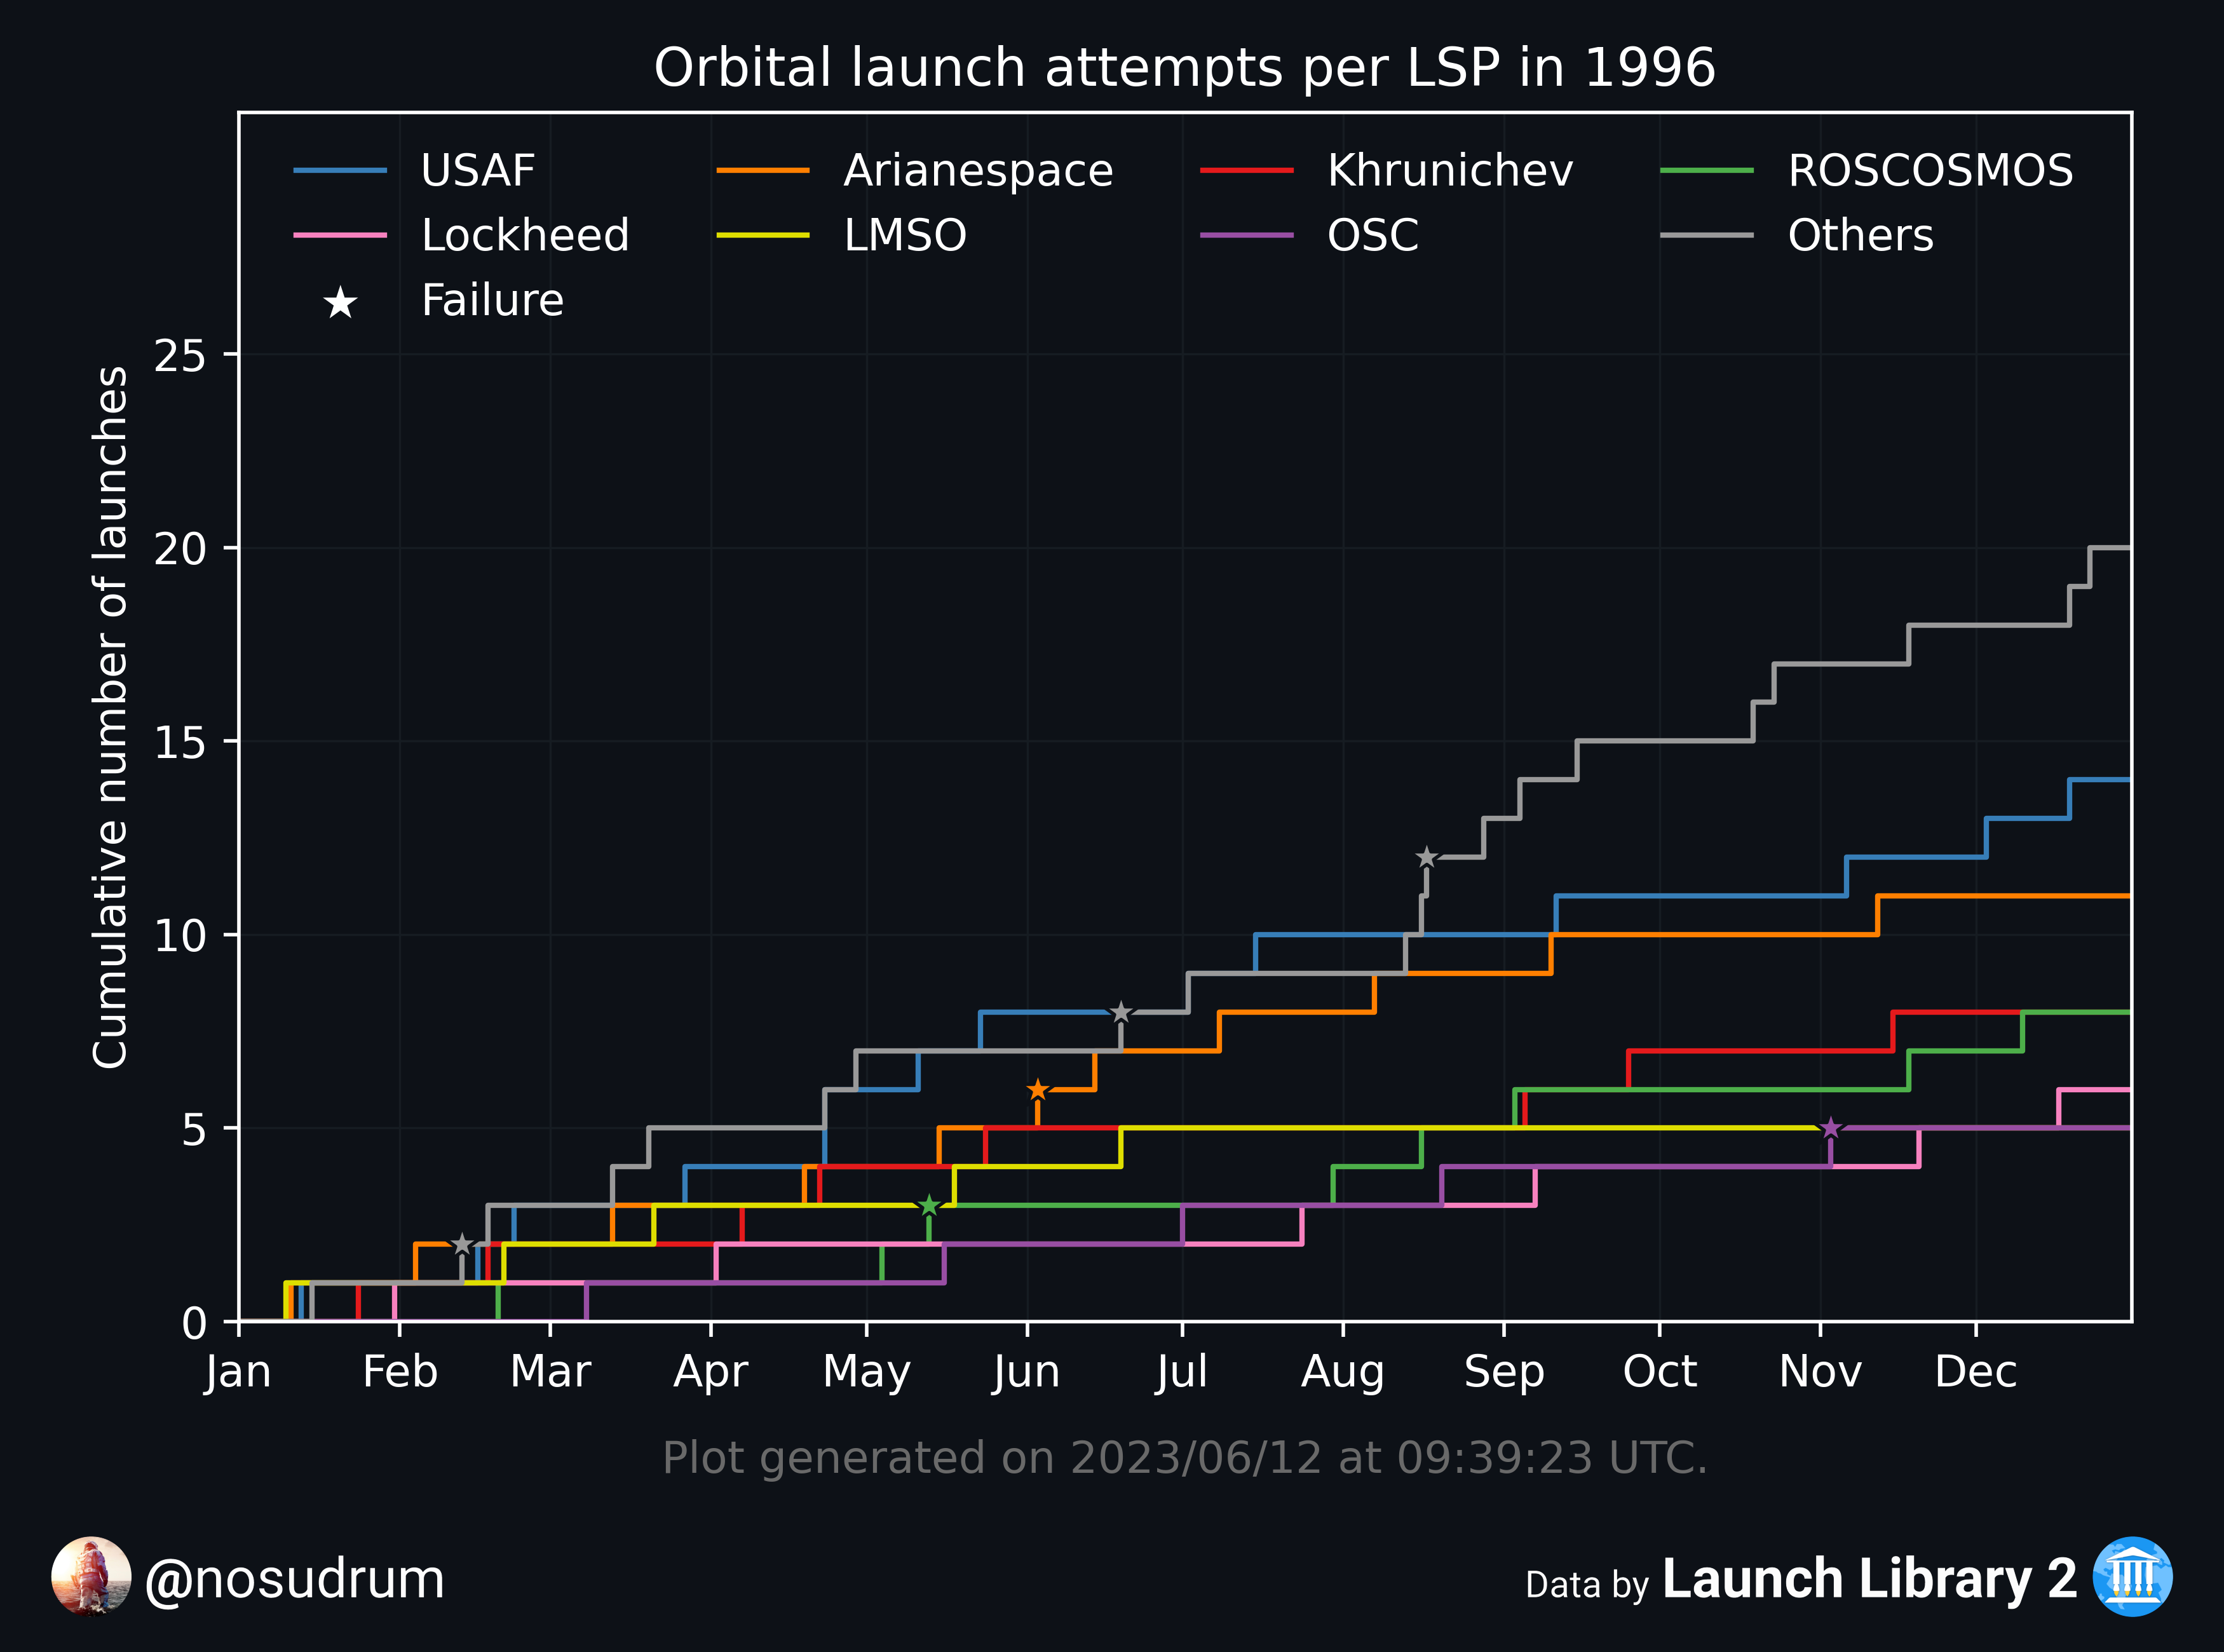 Orbital launch attempts per LSP in 1996
USAF Arianespace Khrunichev ROSCOSMOS
Lockheed LMSO OSC Others
Failure
Cumulative number of launches
25
20
15
10
5
0
Jan Feb Mar Apr May Jun Jul Aug Sep Oct Nov Dec
Plot generated on 2023/06/12 at 09:39:23 UTC.
@nosudrum
Data by Launch Library 2